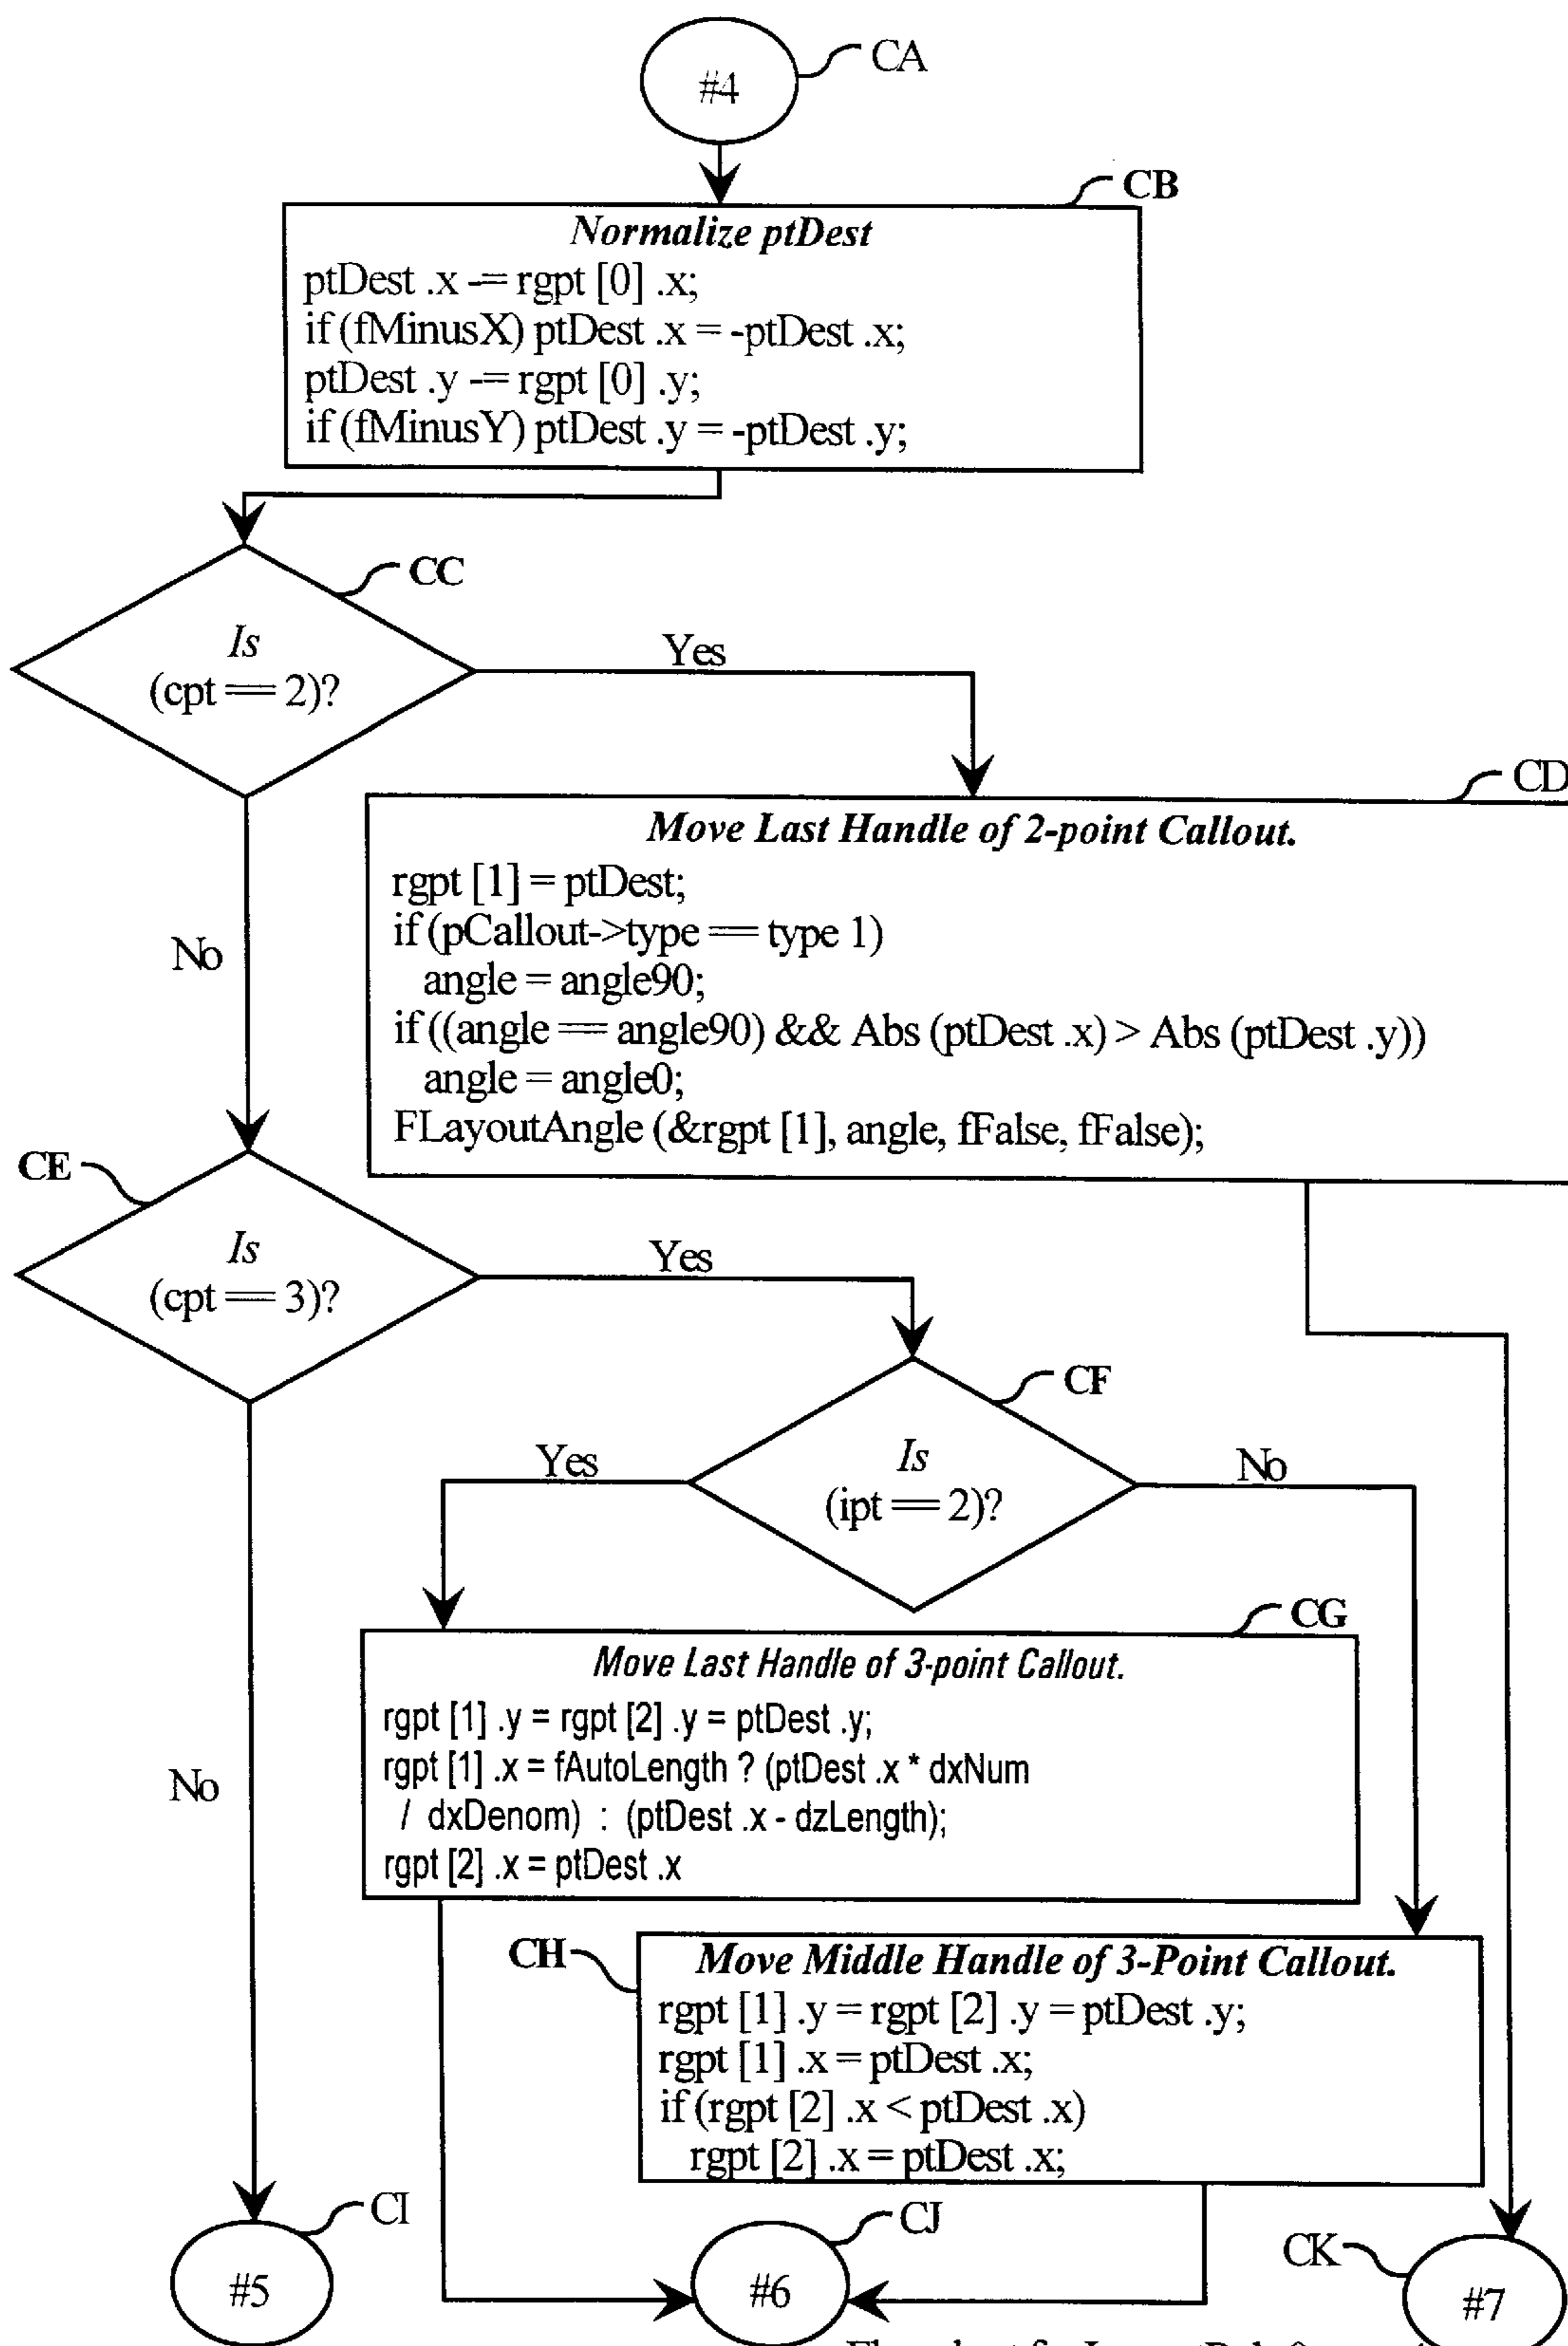 #4
CA
CB
Normalize ptDest
ptDest .x -= rgpt [0] .x;
if (fMinusX) ptDest .x = -ptDest .x;
ptDest .y -= rgpt [0] .y;
if (fMinusY) ptDest .y = -ptDest .y;
CC
Is
(cpt == 2)?
Yes
No
CD
Move Last Handle of 2-point Callout.
rgpt [1] = ptDest;
if (pCallout->type == type 1)
angle = angle90;
if ((angle == angle90) && Abs (ptDest .x) > Abs (ptDest .y))
angle = angle0;
FLayoutAngle (&rgpt [1], angle, fFalse, fFalse);
CE
Is
(cpt == 3)?
Yes
No
CF
Is
(ipt == 2)?
Yes
No
CG
Move Last Handle of 3-point Callout.
rgpt [1] .y = rgpt [2] .y = ptDest .y;
rgpt [1] .x = fAutoLength ? (ptDest .x * dxNum
/ dxDenom) : (ptDest .x - dzLength);
rgpt [2] .x = ptDest .x
CH
Move Middle Handle of 3-Point Callout.
rgpt [1] .y = rgpt [2] .y = ptDest .y;
rgpt [1] .x = ptDest .x;
if (rgpt [2] .x < ptDest .x)
rgpt [2] .x = ptDest .x;
CI
#5
CJ
#6
CK
#7